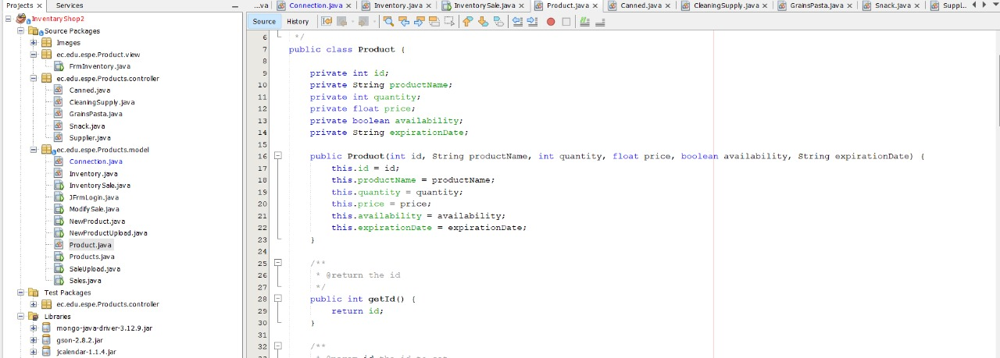 Projects Services
InventaryShop2
Source Packages
Images
ec.edu.espe.Product.view
FrmInventory.java
ec.edu.espe.Products.controller
Canned.java
CleaningSupply.java
GrainsPasta.java
Snack.java
Supplier.java
ec.edu.espe.Products.model
Connection.java
Inventory.java
InventorySale.java
JFrmLogin.java
ModifySale.java
NewProduct.java
NewProductUpload.java
Product.java
Products.java
SaleUpload.java
Sales.java
Test Packages
ec.edu.espe.Products.controller
Libraries
mongo-java-driver-3.12.9.jar
gson-2.8.2.jar
jcalendar-1.1.4.jar
...va Connection.java Inventory.java InventorySale.java Product.java Canned.java CleaningSupply.java GrainsPasta.java Snack.java Suppl...
Source History
6 */
7 public class Product {
8
9 private int id;
10 private String productName;
11 private int quantity;
12 private float price;
13 private boolean availability;
14 private String expirationDate;
15
16 public Product(int id, String productName, int quantity, float price, boolean availability, String expirationDate) {
17 this.id = id;
18 this.productName = productName;
19 this.quantity = quantity;
20 this.price = price;
21 this.availability = availability;
22 this.expirationDate = expirationDate;
23 }
24
25 /**
26 * @return the id
27 */
28 public int getId() {
29 return id;
30 }
31
32 /**